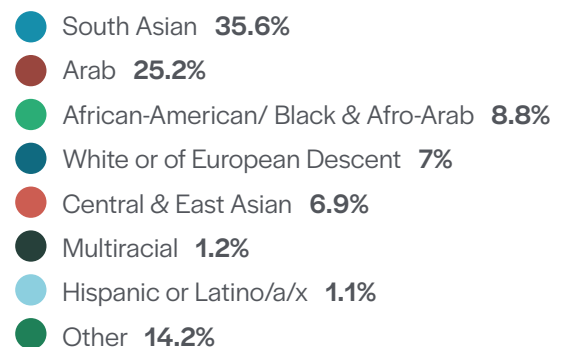 South Asian 35.6%
Arab 25.2%
African-American/ Black & Afro-Arab 8.8%
White or of European Descent 7%
Central & East Asian 6.9%
Multiracial 1.2%
Hispanic or Latino/a/x 1.1%
Other 14.2%